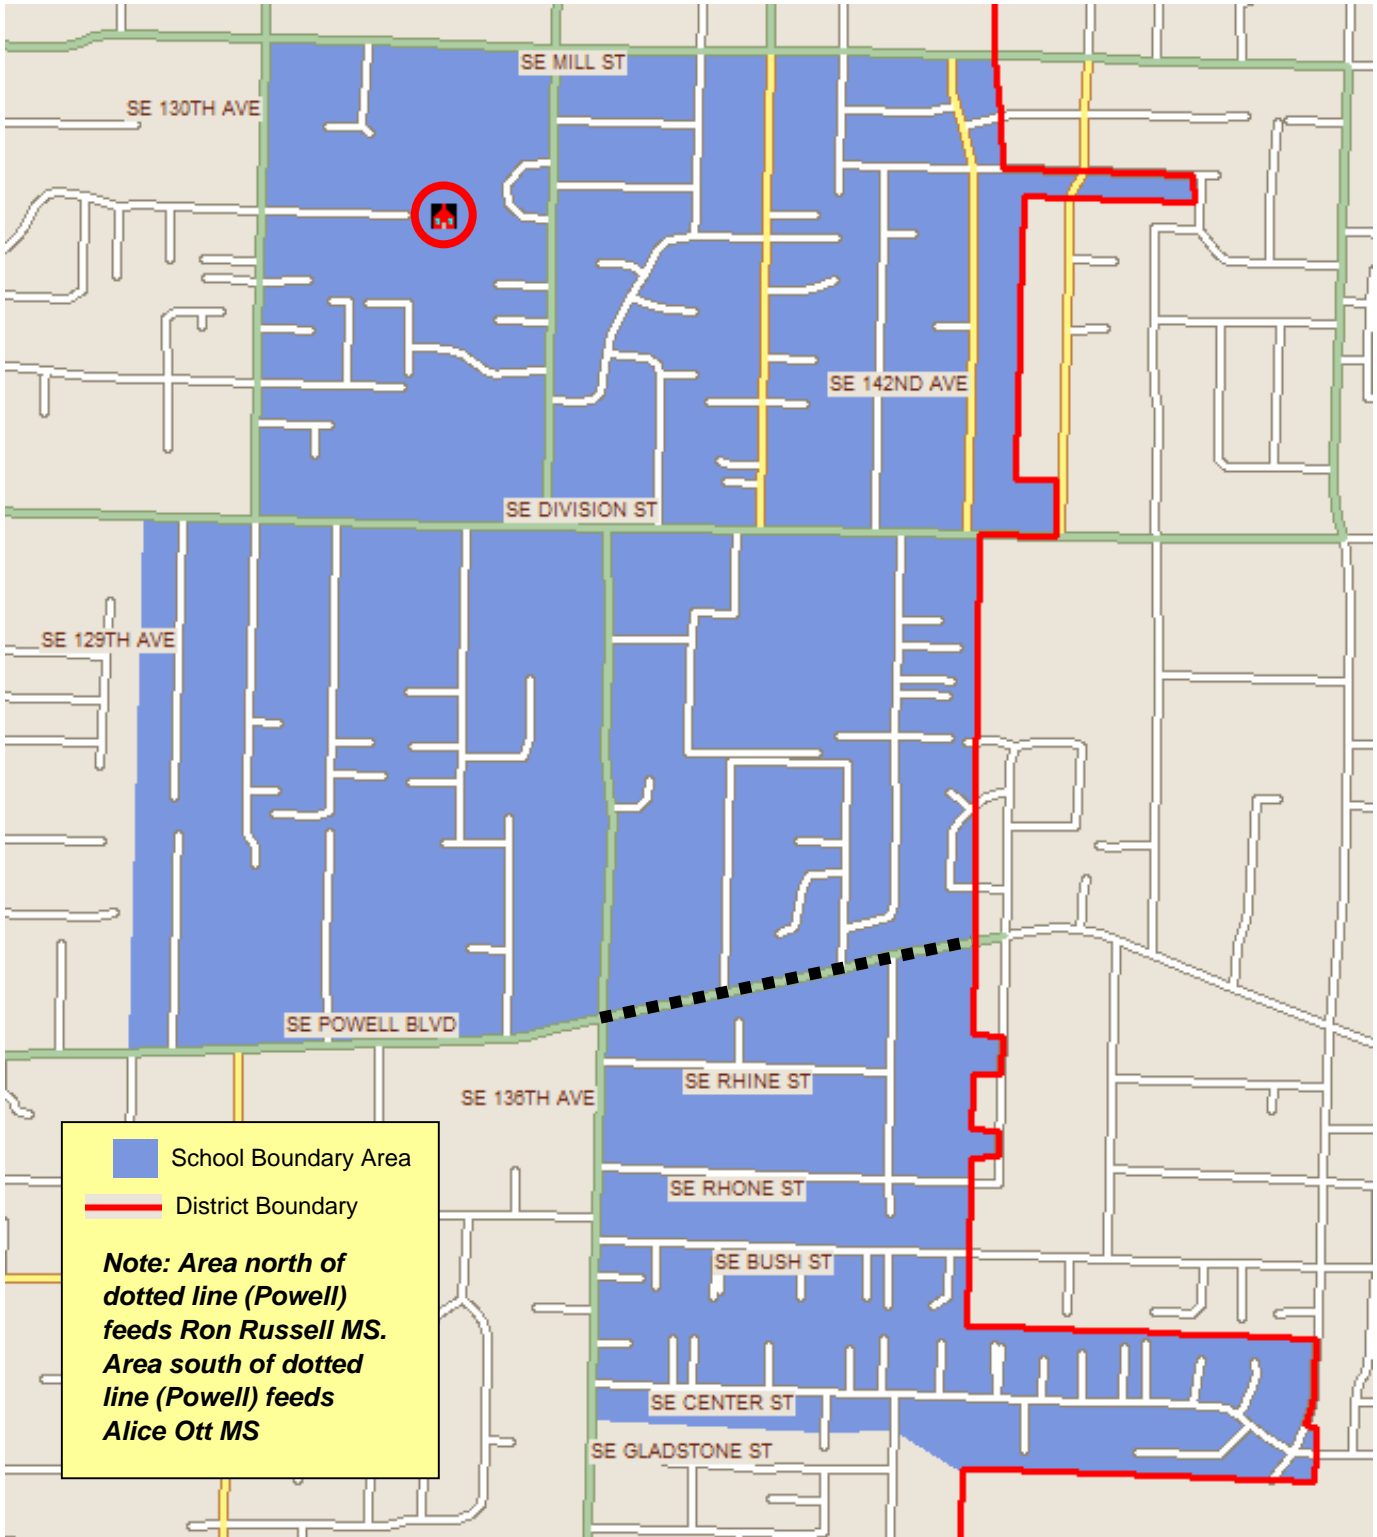 SE MILL ST
SE 130TH AVE
SE 142ND AVE
SE DIVISION ST
SE 129TH AVE
SE POWELL BLVD
SE RHINE ST
SE 136TH AVE
SE RHONE ST
SE BUSH ST
SE CENTER ST
SE GLADSTONE ST
School Boundary Area
District Boundary
Note: Area north of
dotted line (Powell)
feeds Ron Russell MS.
Area south of dotted
line (Powell) feeds
Alice Ott MS